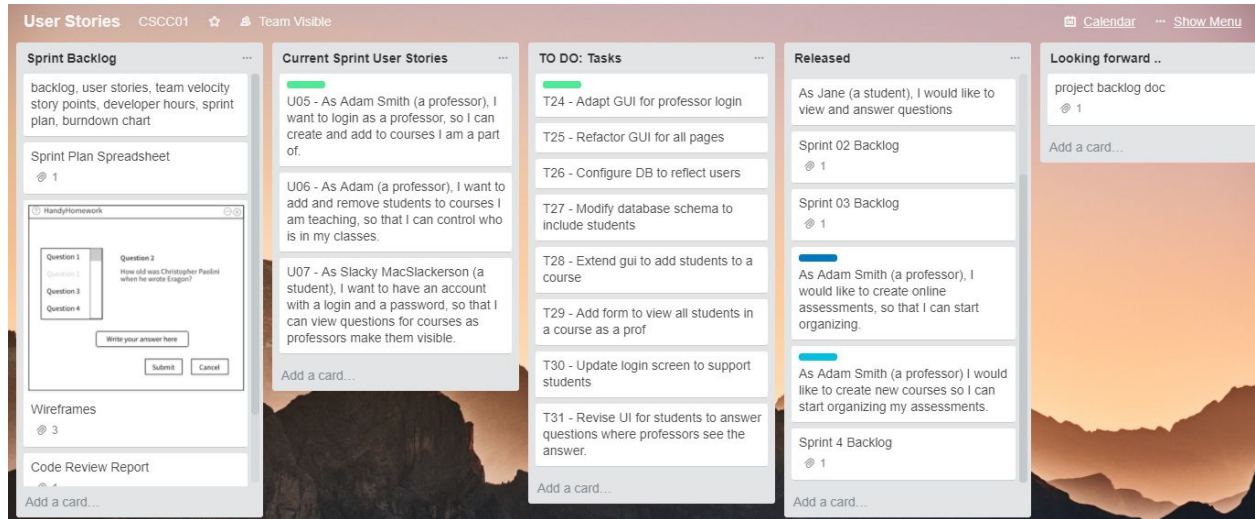 User Stories CSCC01 Team Visible Calendar Show Menu
Sprint Backlog
backlog, user stories, team velocity
story points, developer hours, sprint
plan, burndown chart
Sprint Plan Spreadsheet
1
HandyHomework
Question 1
Question 2
Question 3
Question 4
Question 2
How old was Christopher Paolini
when he wrote Eragon?
Write your answer here
Submit Cancel
Wireframes
3
Code Review Report
Add a card...
Current Sprint User Stories
U05 - As Adam Smith (a professor), I
want to login as a professor, so I can
create and add to courses I am a part
of.
U06 - As Adam (a professor), I want to
add and remove students to courses I
am teaching, so that I can control who
is in my classes.
U07 - As Slacky MacSlackerson (a
student), I want to have an account
with a login and a password, so that I
can view questions for courses as
professors make them visible.
Add a card...
TO DO: Tasks
T24 - Adapt GUI for professor login
T25 - Refactor GUI for all pages
T26 - Configure DB to reflect users
T27 - Modify database schema to
include students
T28 - Extend gui to add students to a
course
T29 - Add form to view all students in
a course as a prof
T30 - Update login screen to support
students
T31 - Revise UI for students to answer
questions where professors see the
answer.
Add a card...
Released
As Jane (a student), I would like to
view and answer questions
Sprint 02 Backlog
1
Sprint 03 Backlog
1
As Adam Smith (a professor), I
would like to create online
assessments, so that I can start
organizing.
As Adam Smith (a professor) I would
like to create new courses so I can
start organizing my assessments.
Sprint 4 Backlog
1
Add a card...
Looking forward ..
project backlog doc
1
Add a card...